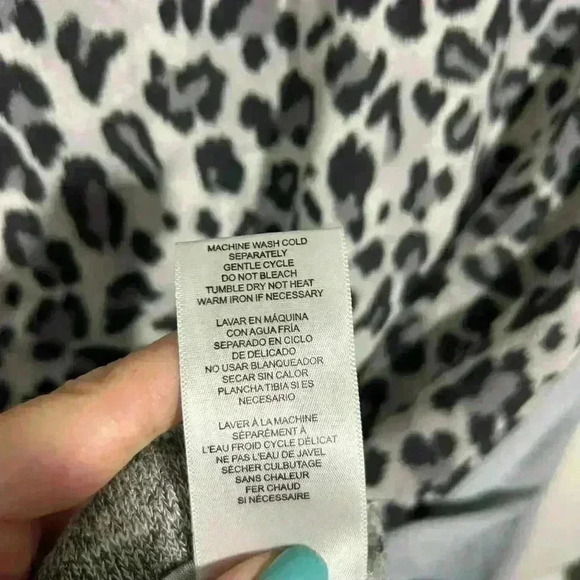 MACHINE WASH COLD
SEPARATELY
GENTLE CYCLE
DO NOT BLEACH
TUMBLE DRY NOT HEAT
WARM IRON IF NECESSARY
LAVAR EN MÁQUINA
CON AGUA FRÍA
SEPARADO EN CICLO
DE DELICADO
NO USAR BLANQUEADOR
SECAR SIN CALOR
PLANCHA TIBIA SI ES
NECESARIO
LAVER À LA MACHINE
SÉPARÉMENT À
L'EAU FROID CYCLE DÉLICAT
NE PAS L'EAU DE JAVEL
SÉCHER CULBUTAGE
SANS CHALEUR
FER CHAUD
SI NÉCESSAIRE